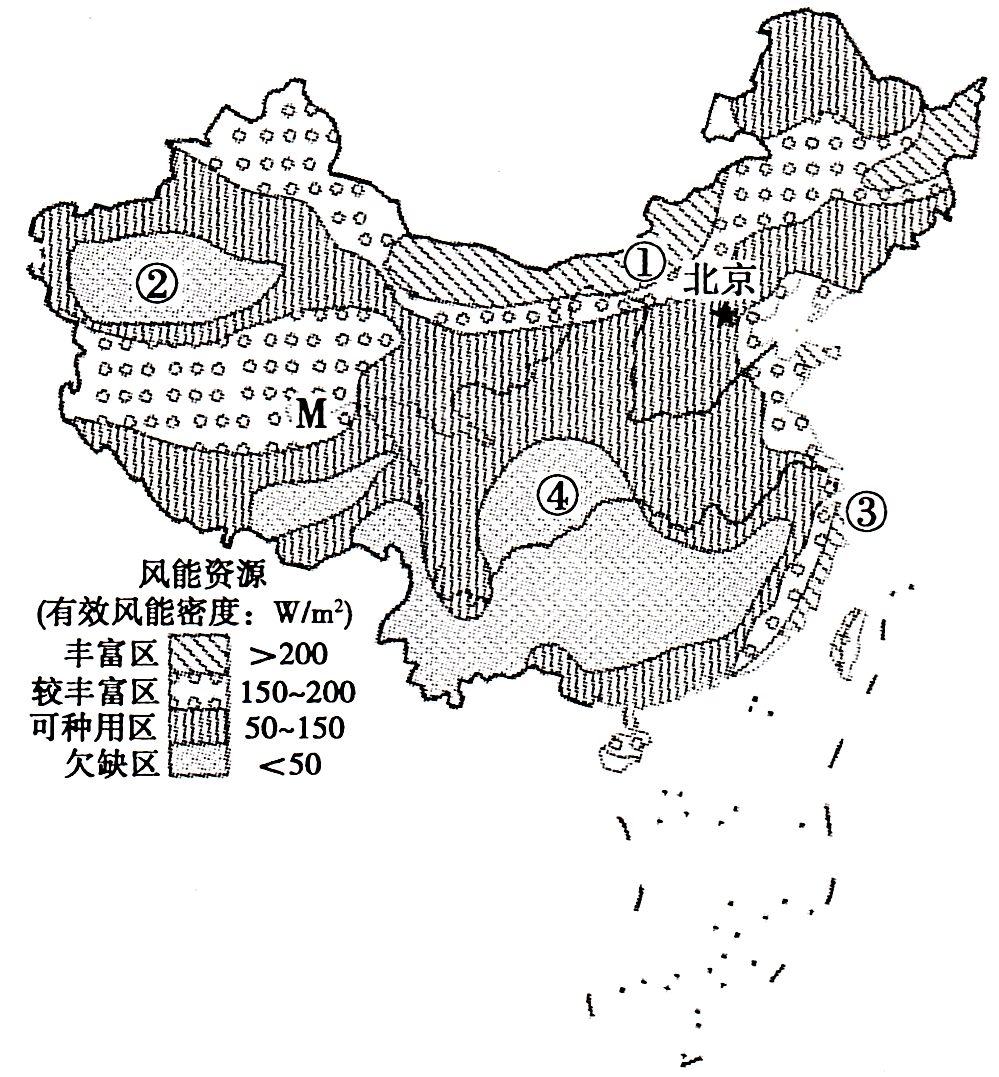 ①
北京
②
M
④
③
风能资源
(有效风能密度：W/m²)
丰富区 >200
较丰富区 150~200
可种用区 50~150
欠缺区 <50